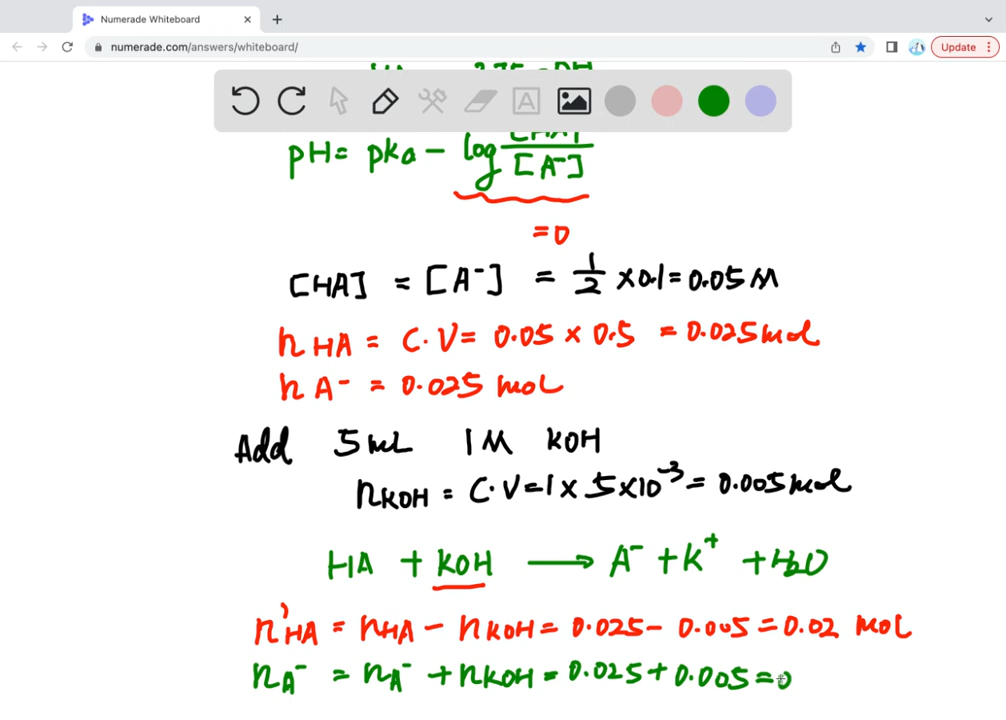 Numerade Whiteboard
numerade.com/answers/whiteboard/
Update
A
pH = pka - log [HA] / [A⁻]
= 0
[HA] = [A⁻] = 1/2 × 0.1 = 0.05 M
nHA = C·V = 0.05 × 0.5 = 0.025 mol
nA⁻ = 0.025 mol
Add 5 mL 1 M KOH
nKOH = C·V = 1 × 5×10⁻³ = 0.005 mol
HA + KOH ⟶ A⁻ + K⁺ + H₂O
n'HA = nHA - nKOH = 0.025 - 0.005 = 0.02 mol
nA⁻ = nA⁻ + nKOH = 0.025 + 0.005 = 0